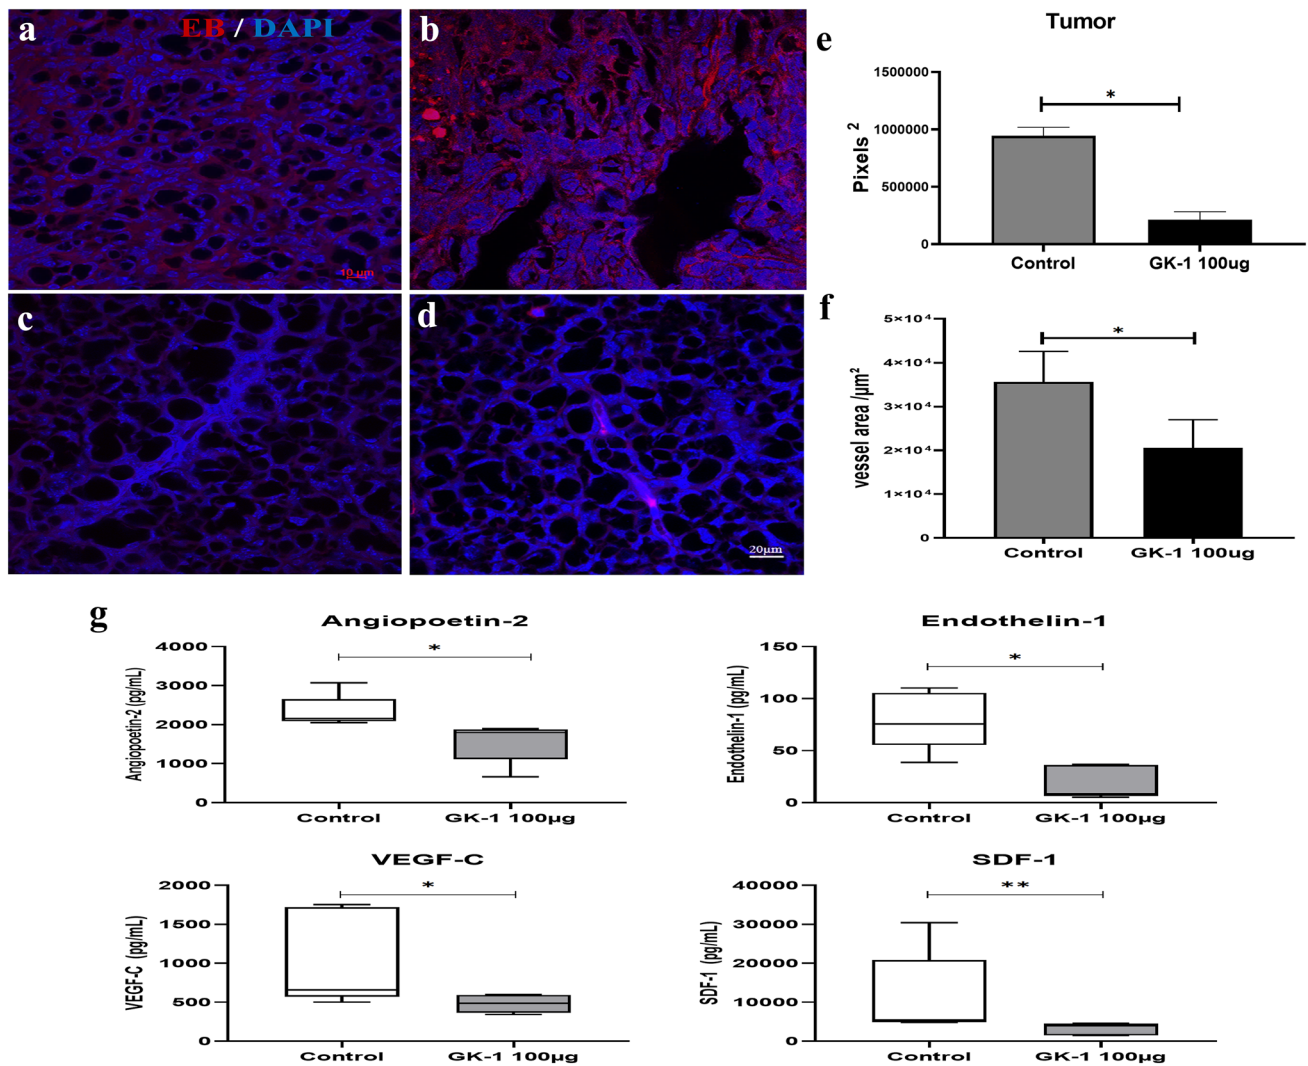 a
EB / DAPI
10 µm
b
c
d
20µm
e
Tumor
Pixels 2
1500000
1000000
500000
0
*
Control
GK-1 100ug
f
vessel area /µm²
5×10⁴
4×10⁴
3×10⁴
2×10⁴
1×10⁴
0
*
Control
GK-1 100ug
g
Angiopoetin-2
Angiopoetin-2 (pg/mL)
4000
3000
2000
1000
0
*
Control
GK-1 100µg
Endothelin-1
Endothelin-1 (pg/mL)
150
100
50
0
*
Control
GK-1 100µg
VEGF-C
VEGF-C (pg/mL)
2000
1500
1000
500
0
*
Control
GK-1 100µg
SDF-1
SDF-1 (pg/mL)
40000
30000
20000
10000
0
**
Control
GK-1 100µg